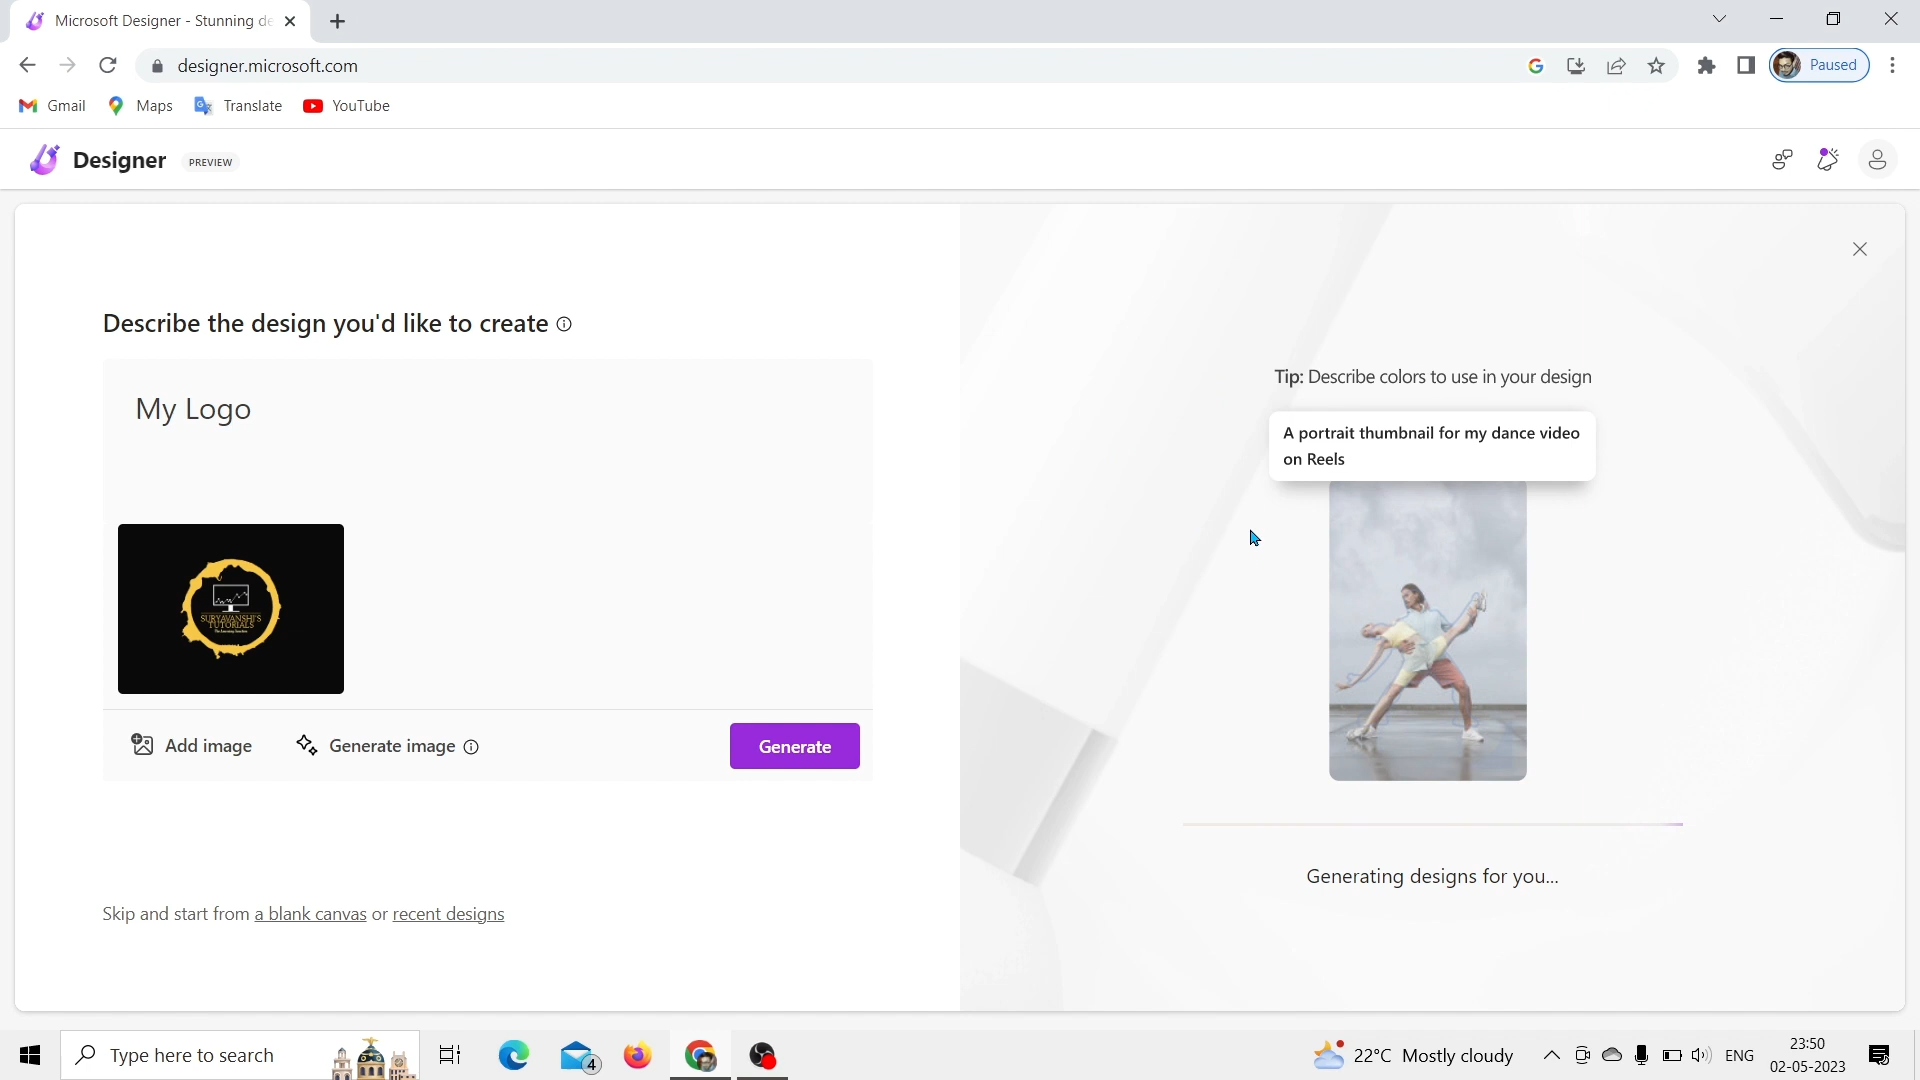 Microsoft Designer - Stunning de
designer.microsoft.com
Paused
Gmail
Maps
Translate
YouTube
Designer
PREVIEW
Describe the design you'd like to create
My Logo
SURYAVANSHI'S
TUTORIALS
Add image
Generate image
Generate
Skip and start from a blank canvas or recent designs
Tip: Describe colors to use in your design
A portrait thumbnail for my dance video
on Reels
Generating designs for you...
Type here to search
4
22°C Mostly cloudy
ENG
23:50
02-05-2023